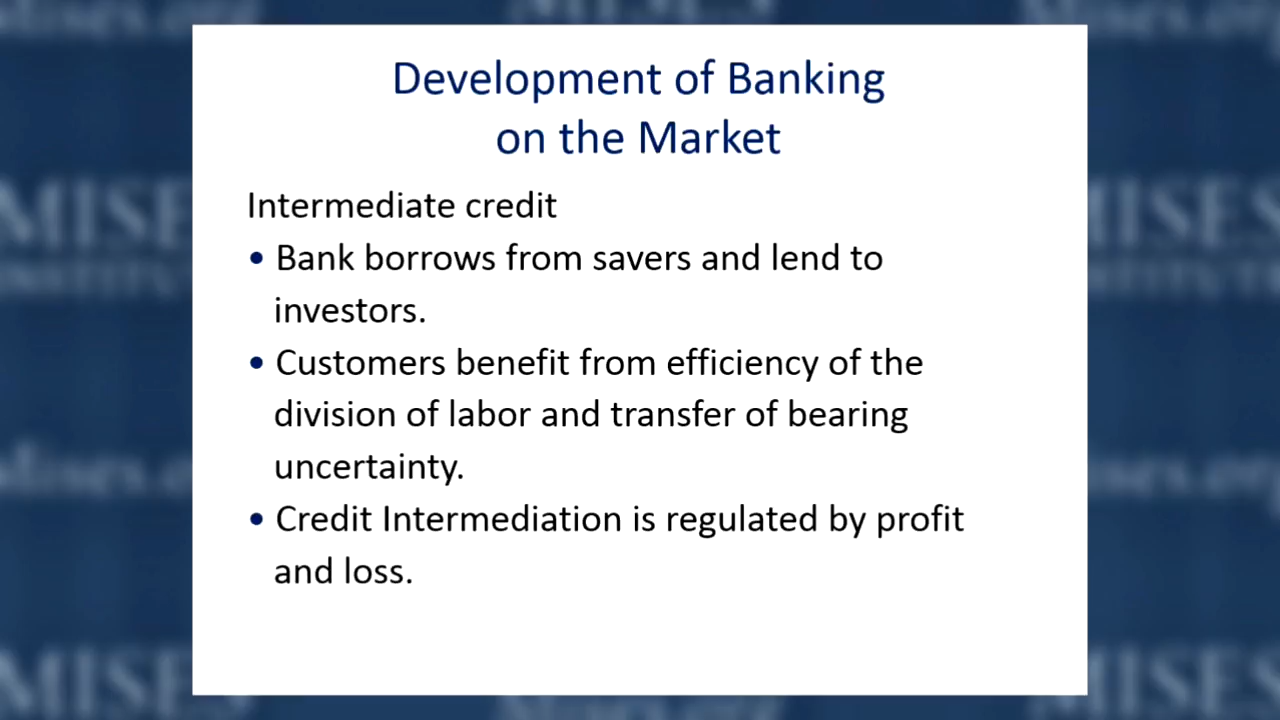 Development of Banking
on the Market
Intermediate credit
• Bank borrows from savers and lend to
investors.
• Customers benefit from efficiency of the
division of labor and transfer of bearing
uncertainty.
• Credit Intermediation is regulated by profit
and loss.